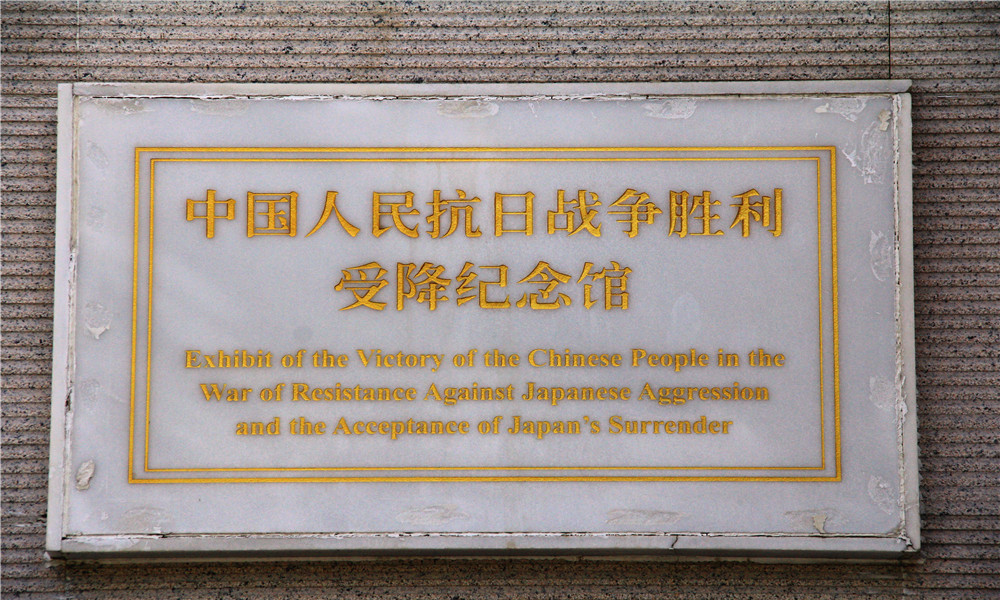 中国人民抗日战争胜利
受降纪念馆
Exhibit of the Victory of the Chinese People in the
War of Resistance Against Japanese Aggression
and the Acceptance of Japan's Surrender